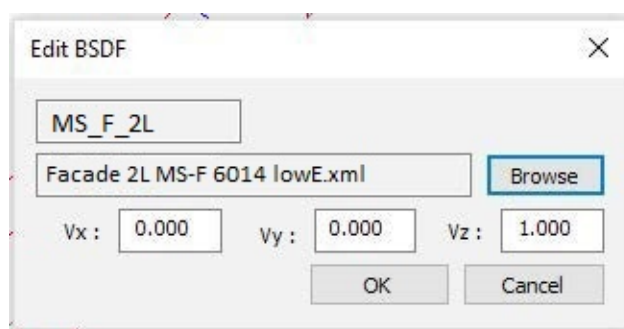 Edit BSDF
MS_F_2L
Facade 2L MS-F 6014 lowE.xml Browse
Vx : 0.000 Vy : 0.000 Vz : 1.000
OK Cancel